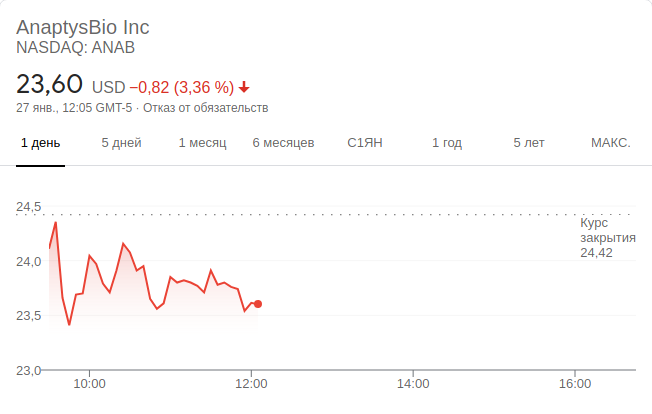 AnaptysBio Inc
NASDAQ: ANAB
23,60 USD −0,82 (3,36 %)
27 янв., 12:05 GMT-5 · Отказ от обязательств
1 день 5 дней 1 месяц 6 месяцев С1ЯН 1 год 5 лет МАКС.
24,5
Курс
закрытия
24,42
24,0
23,5
23,0
10:00 12:00 14:00 16:00